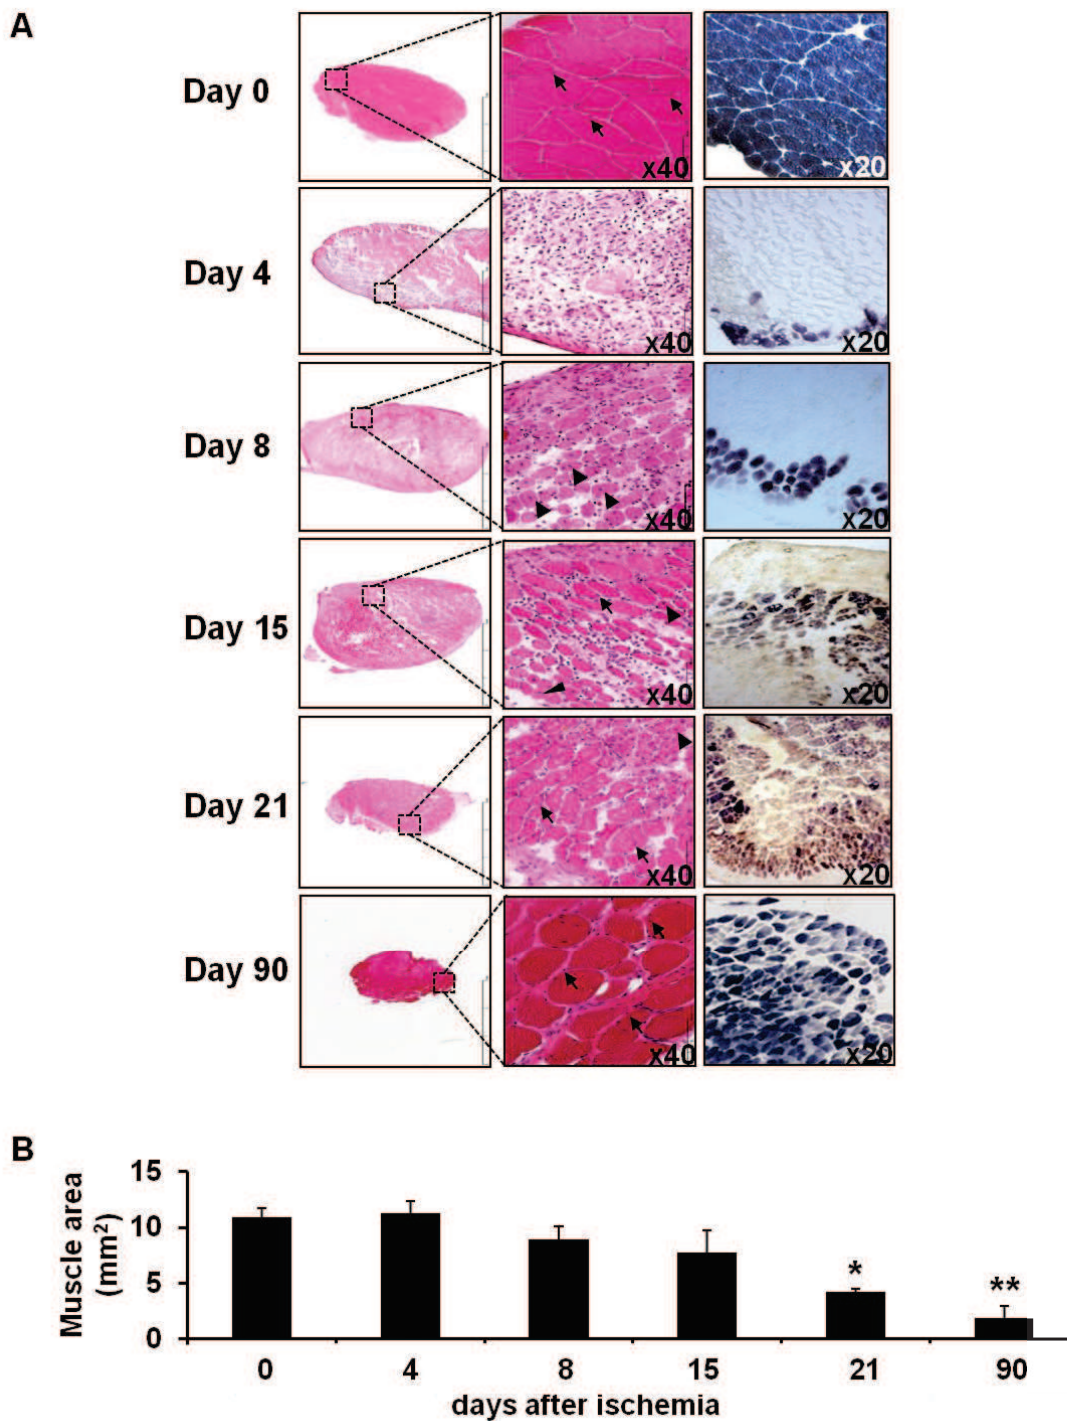 A
Day 0
x40
x20
Day 4
x40
x20
Day 8
x40
x20
Day 15
x40
x20
Day 21
x40
x20
Day 90
x40
x20
B
Muscle area
(mm²)
15
10
5
0
*
**
0 4 8 15 21 90
days after ischemia